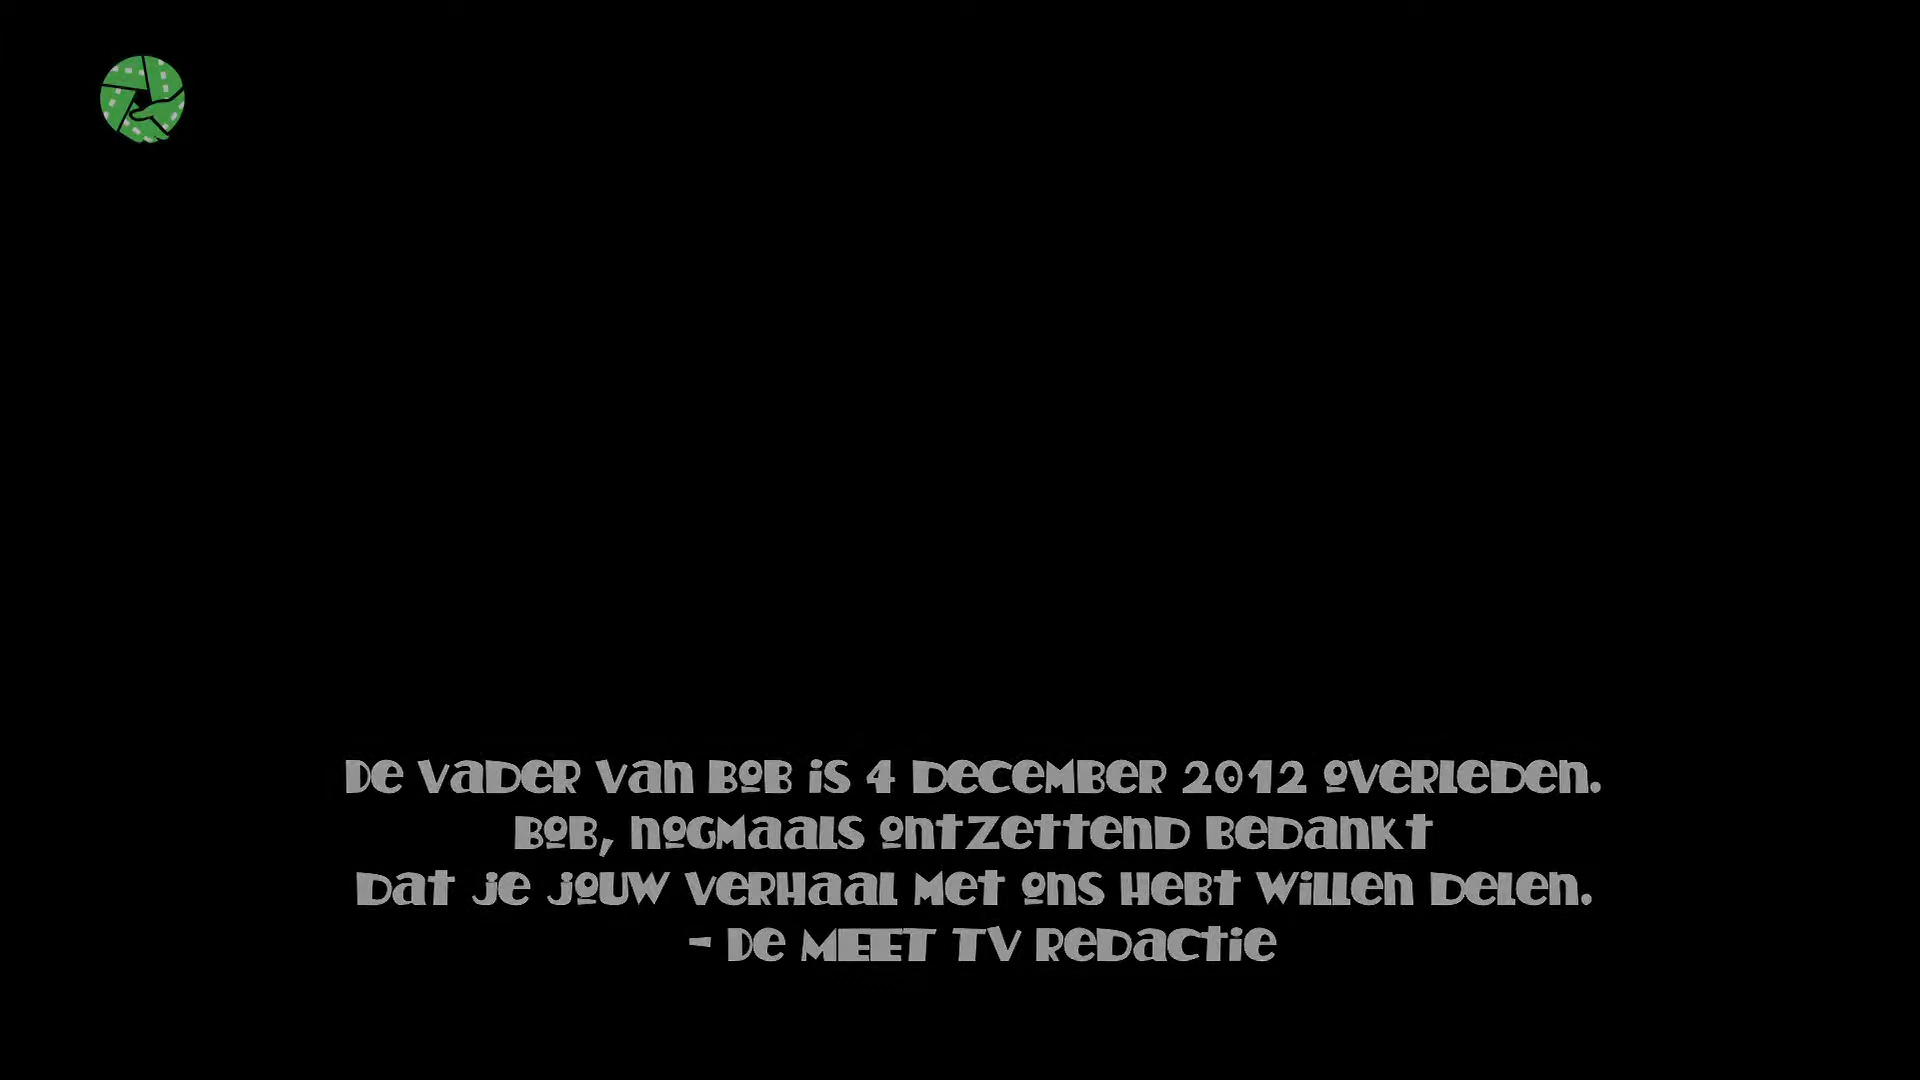 De vader van Bob is 4 december 2012 overleden.
Bob, nogmaals ontzettend bedankt
dat je jouw verhaal met ons hebt willen delen.
- De MEET TV redactie